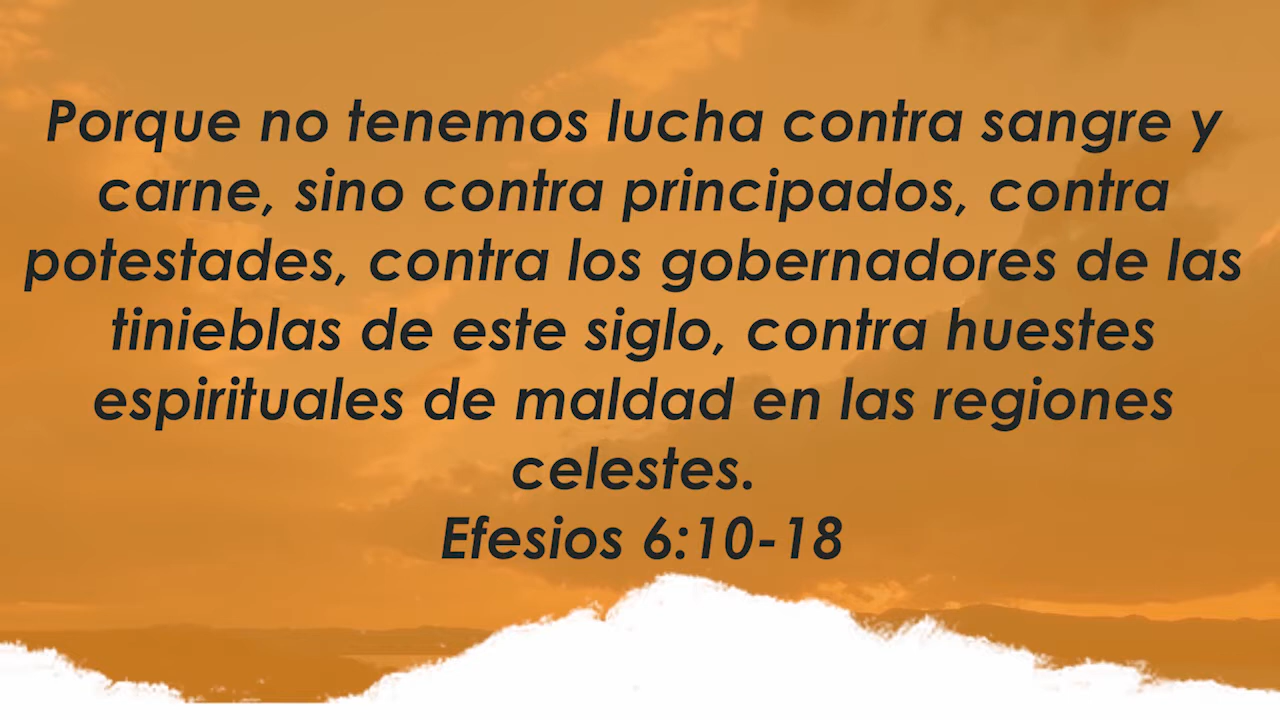 Porque no tenemos lucha contra sangre y
carne, sino contra principados, contra
potestades, contra los gobernadores de las
tinieblas de este siglo, contra huestes
espirituales de maldad en las regiones
celestes.
Efesios 6:10-18